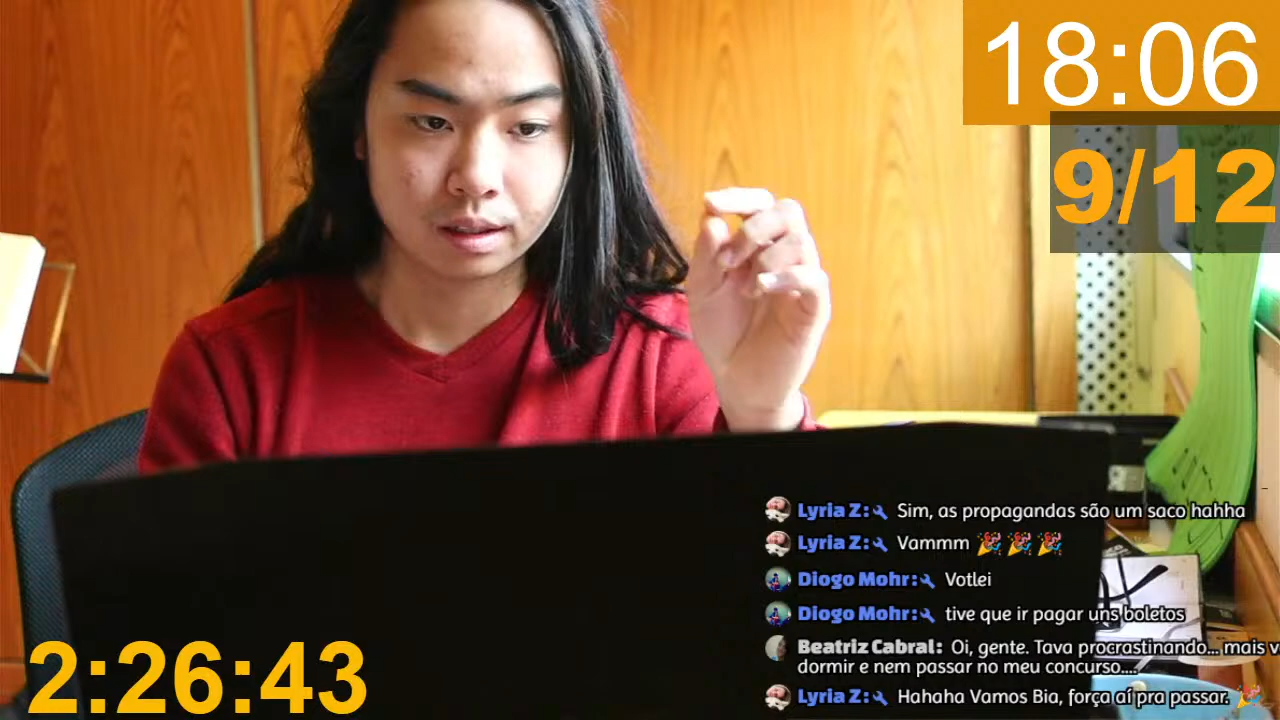 18:06
9/12
Lyria Z: Sim, as propagandas são um saco hahha
Lyria Z: Vammm 🎉 🎉 🎉
Diogo Mohr: Votlei
Diogo Mohr: tive que ir pagar uns boletos
Beatriz Cabral: Oi, gente. Tava procrastinando... mais v
dormir e nem passar no meu concurso....
Lyria Z: Hahaha Vamos Bia, força aí pra passar. 🎉
2:26:43